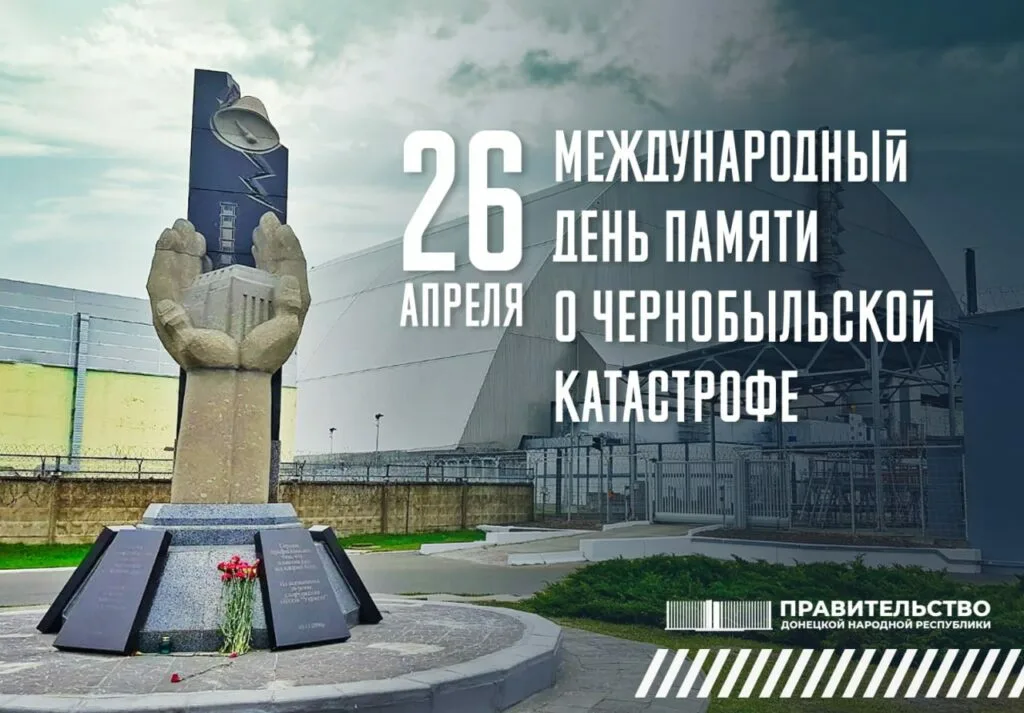 26
АПРЕЛЯ
МЕЖДУНАРОДНЫЙ
ДЕНЬ ПАМЯТИ
О ЧЕРНОБЫЛЬСКОЙ
КАТАСТРОФЕ
ПРАВИТЕЛЬСТВО
ДОНЕЦКОЙ НАРОДНОЙ РЕСПУБЛИКИ